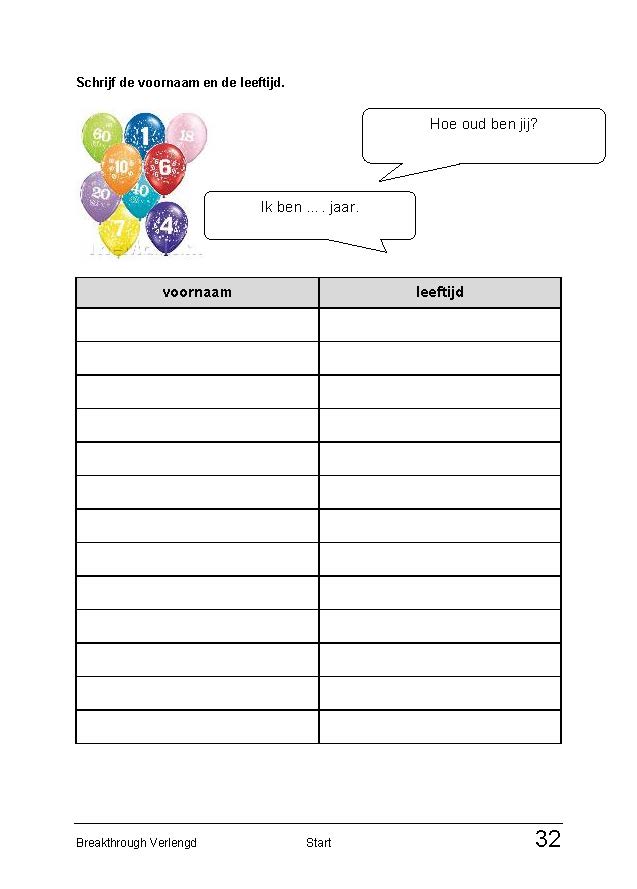 Schrijf de voornaam en de leeftijd.
Hoe oud ben jij?
60 1 18
10 6
20 40
7 4
Ik ben .... jaar.
voornaam leeftijd
Breakthrough Verlengd Start 32